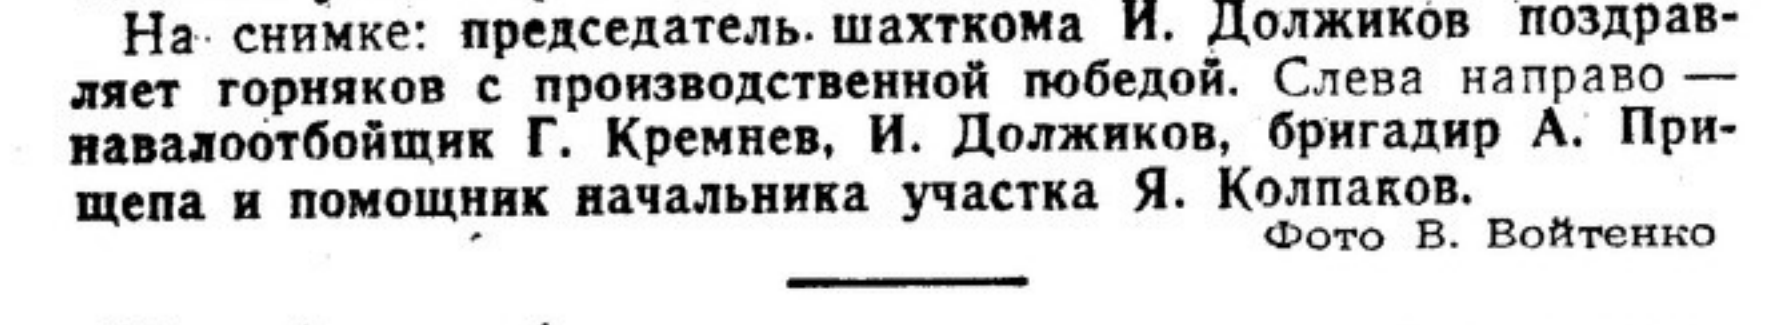 На снимке: председатель шахткома И. Должиков поздрав-
ляет горняков с производственной победой. Слева направо —
навалоотбойщик Г. Кремнев, И. Должиков, бригадир А. При-
щепа и помощник начальника участка Я. Колпаков.
Фото В. Войтенко